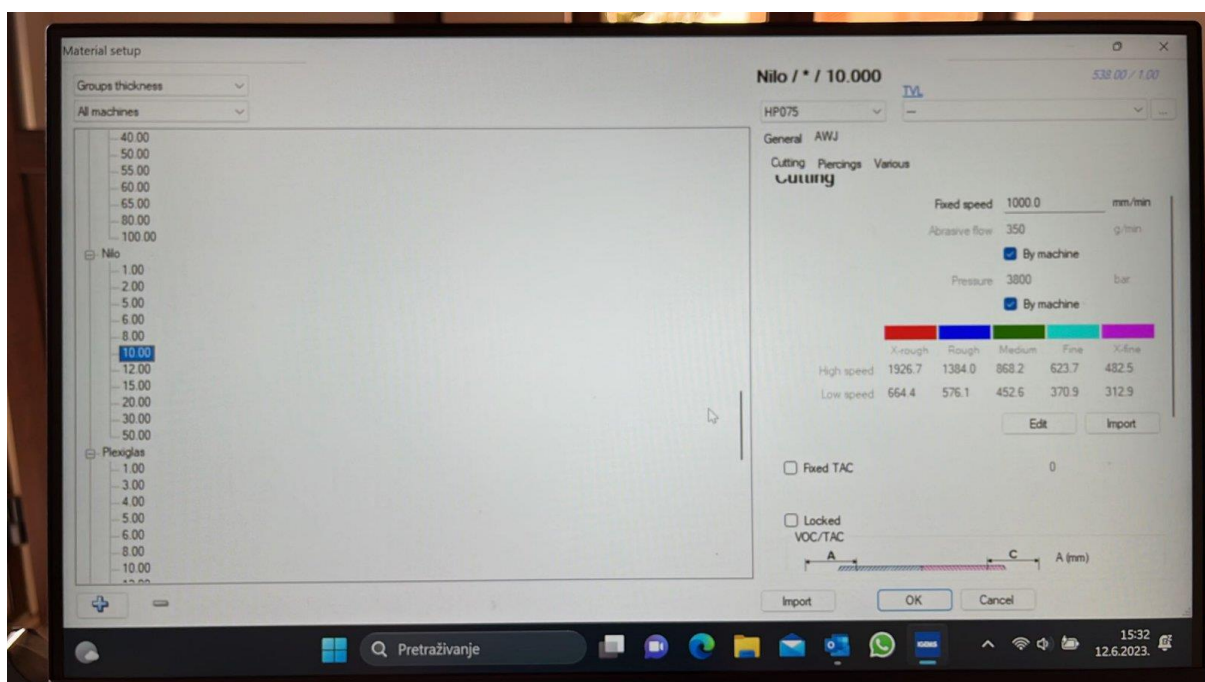 Material setup
Groups thickness
All machines
40.00
50.00
55.00
60.00
65.00
80.00
100.00
Nilo
1.00
2.00
5.00
6.00
8.00
10.00
12.00
15.00
20.00
30.00
50.00
Plexiglas
1.00
3.00
4.00
5.00
6.00
8.00
10.00
Nilo / * / 10.000
538.00 / 1.00
TVL
HP075
General AWJ
Cutting Piercings Various
Cutting
Fixed speed 1000.0 mm/min
Abrasive flow 350 g/min
By machine
Pressure 3800 bar
By machine
X-rough Rough Medium Fine X-fine
High speed 1926.7 1384.0 868.2 623.7 482.5
Low speed 664.4 576.1 452.6 370.9 312.9
Edit Import
Fixed TAC 0 °
Locked
VOC/TAC
A C A (mm)
Import OK Cancel
Pretraživanje
15:32
12.6.2023.